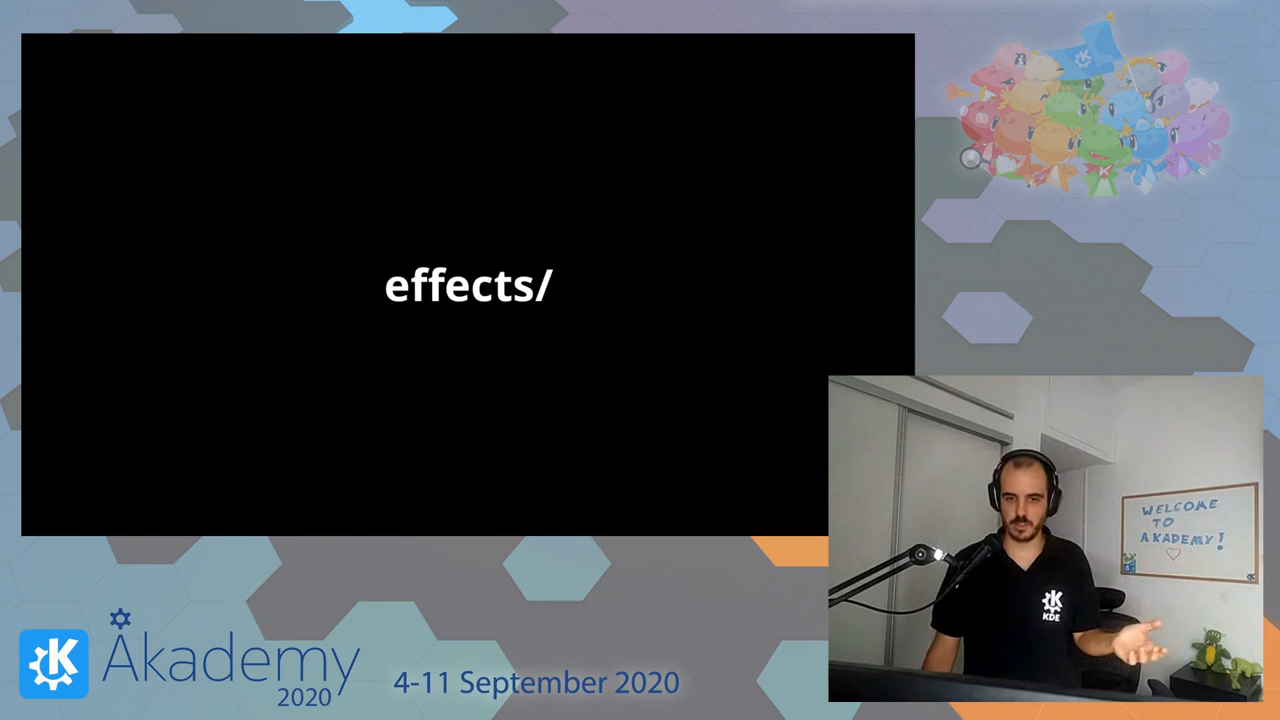 effects/
WELCOME
TO
AKADEMY!
KDE
Akademy
2020
4-11 September 2020